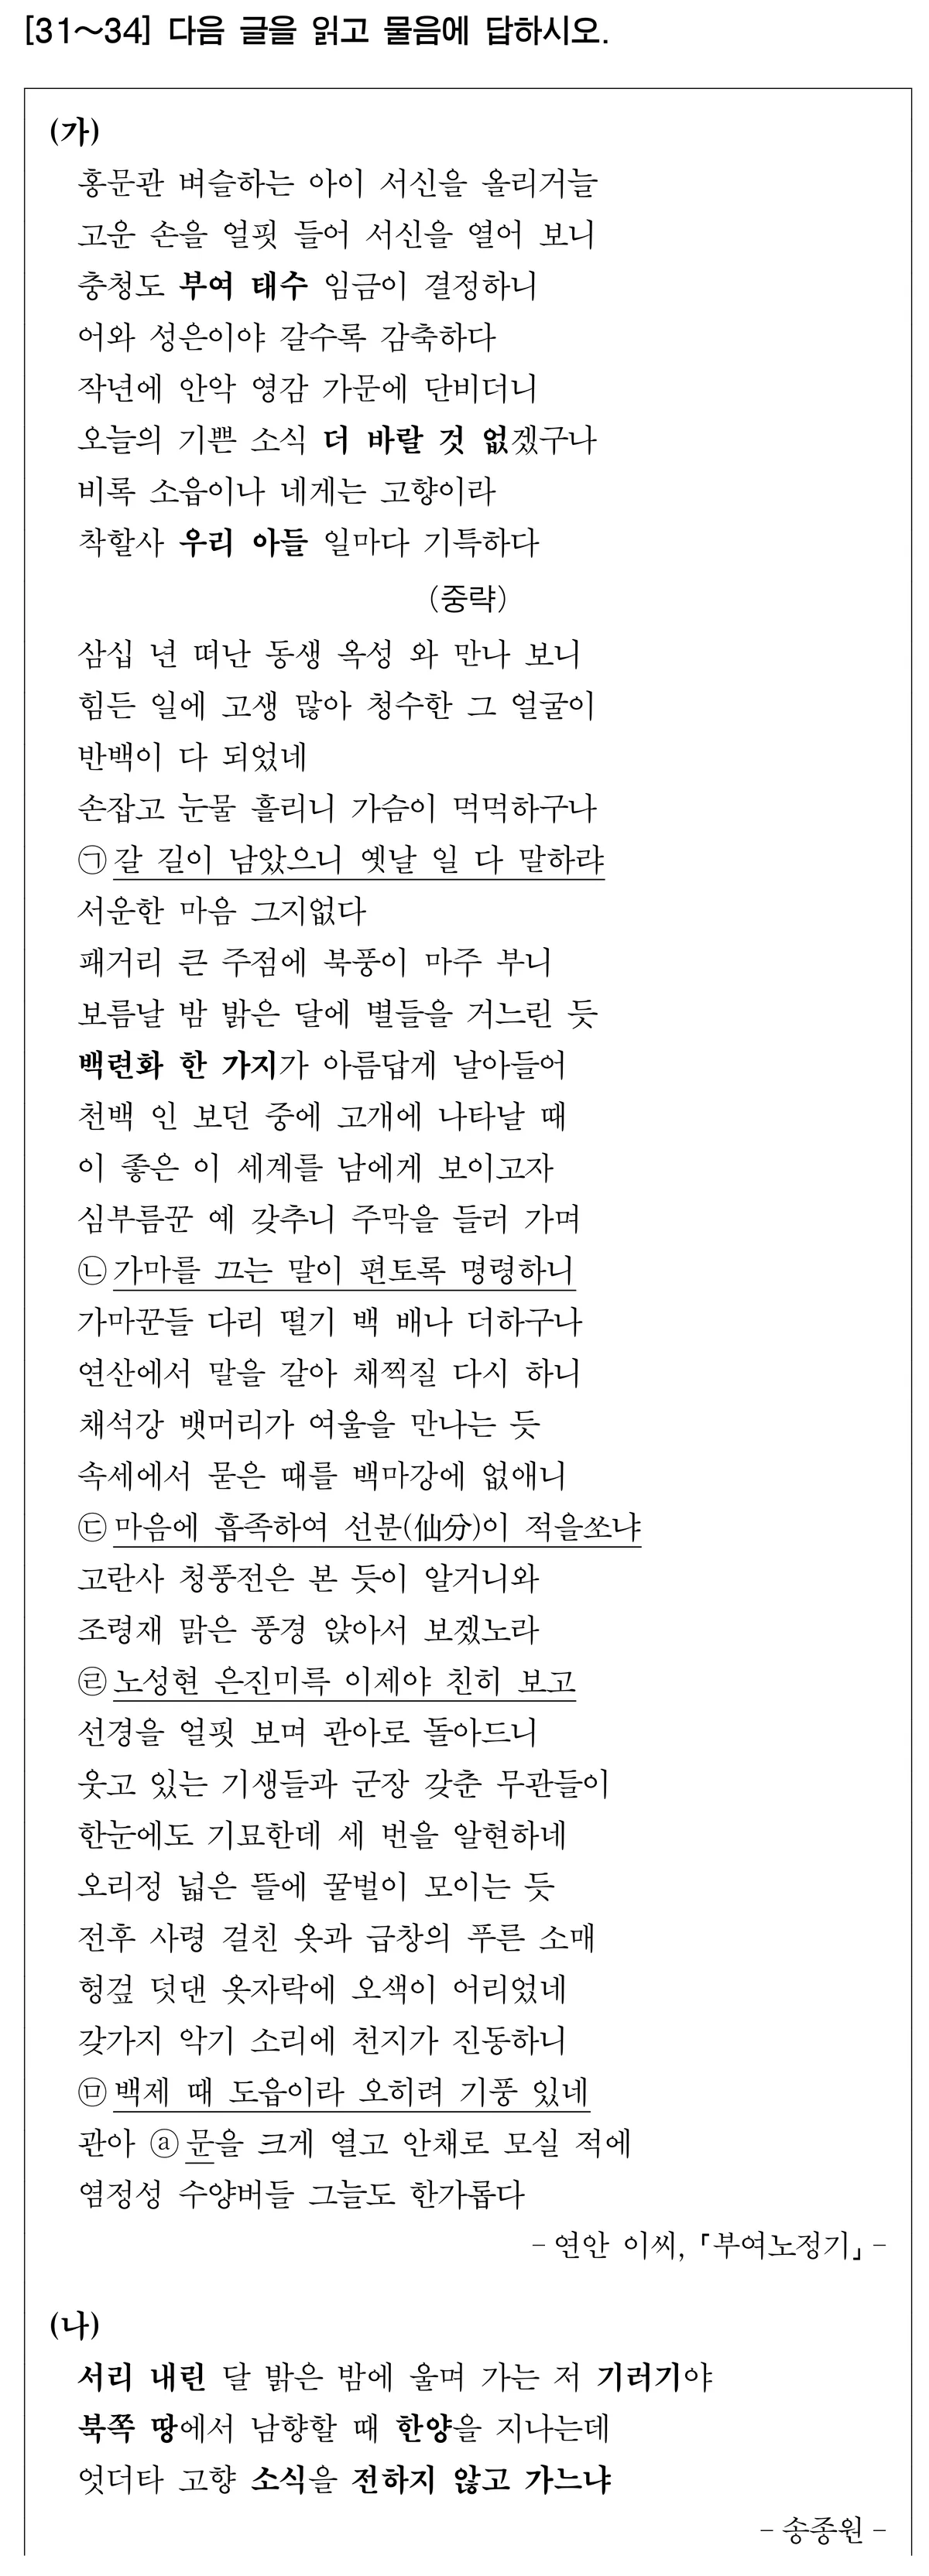 [31～34] 다음 글을 읽고 물음에 답하시오.
(가)
홍문관 벼슬하는 아이 서신을 올리거늘
고운 손을 얼핏 들어 서신을 열어 보니
충청도 부여 태수 임금이 결정하니
어와 성은이야 갈수록 감축하다
작년에 안악 영감 가문에 단비더니
오늘의 기쁜 소식 더 바랄 것 없겠구나
비록 소읍이나 네게는 고향이라
착할사 우리 아들 일마다 기특하다
(중략)
삼십 년 떠난 동생 옥성 와 만나 보니
힘든 일에 고생 많아 청수한 그 얼굴이
반백이 다 되었네
손잡고 눈물 흘리니 가슴이 먹먹하구나
㉠갈 길이 남았으니 옛날 일 다 말하랴
서운한 마음 그지없다
패거리 큰 주점에 북풍이 마주 부니
보름날 밤 밝은 달에 별들을 거느린 듯
백련화 한 가지가 아름답게 날아들어
천백 인 보던 중에 고개에 나타날 때
이 좋은 이 세계를 남에게 보이고자
심부름꾼 예 갖추니 주막을 들러 가며
㉡가마를 끄는 말이 편토록 명령하니
가마꾼들 다리 떨기 백 배나 더하구나
연산에서 말을 갈아 채찍질 다시 하니
채석강 뱃머리가 여울을 만나는 듯
속세에서 묻은 때를 백마강에 없애니
㉢마음에 흡족하여 선분(仙分)이 적을쏘냐
고란사 청풍전은 본 듯이 알거니와
조령재 맑은 풍경 앉아서 보겠노라
㉣노성현 은진미륵 이제야 친히 보고
선경을 얼핏 보며 관아로 돌아드니
웃고 있는 기생들과 군장 갖춘 무관들이
한눈에도 기묘한데 세 번을 알현하네
오리정 넓은 뜰에 꿀벌이 모이는 듯
전후 사령 걸친 옷과 급창의 푸른 소매
헝겊 덧댄 옷자락에 오색이 어리었네
갖가지 악기 소리에 천지가 진동하니
㉤백제 때 도읍이라 오히려 기풍 있네
관아 ⓐ문을 크게 열고 안채로 모실 적에
염정성 수양버들 그늘도 한가롭다
- 연안 이씨, 「부여노정기」 -
(나)
서리 내린 달 밝은 밤에 울며 가는 저 기러기야
북쪽 땅에서 남향할 때 한양을 지나는데
엇더타 고향 소식을 전하지 않고 가느냐
- 송종원 -